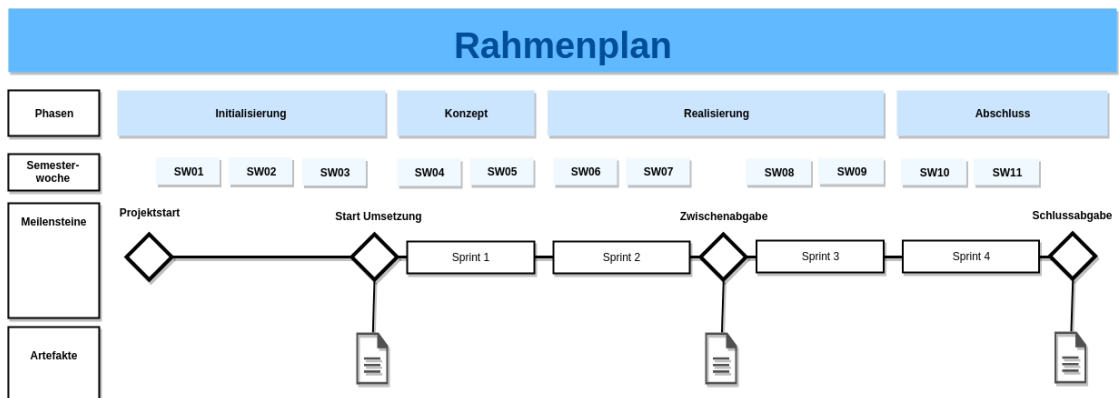 Rahmenplan
Phasen
Initialisierung
Konzept
Realisierung
Abschluss
Semester-
woche
SW01
SW02
SW03
SW04
SW05
SW06
SW07
SW08
SW09
SW10
SW11
Meilensteine
Projektstart
Start Umsetzung
Zwischenabgabe
Schlussabgabe
Sprint 1
Sprint 2
Sprint 3
Sprint 4
Artefakte